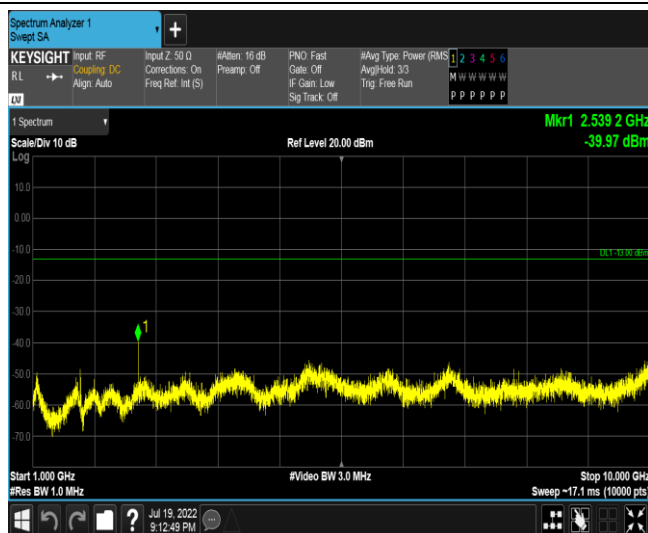 Spectrum Analyzer 1
Swept SA
+
KEYSIGHT
RL
LXI
Input: RF
Coupling: DC
Align: Auto
Input Z: 50 Ω
Corrections: On
Freq Ref: Int (S)
#Atten: 16 dB
Preamp: Off
PNO: Fast
Gate: Off
IF Gain: Low
Sig Track: Off
#Avg Type: Power (RMS
Avg|Hold: 3/3
Trig: Free Run
1 2 3 4 5 6
M W W W W W
P P P P P P
1 Spectrum
Mkr1 2.539 2 GHz
-39.97 dBm
Scale/Div 10 dB
Ref Level 20.00 dBm
Log
10.0
0.00
-10.0
DL1 -13.00 dBm
-20.0
-30.0
1
-40.0
-50.0
-60.0
-70.0
Start 1.000 GHz
#Video BW 3.0 MHz
Stop 10.000 GHz
#Res BW 1.0 MHz
Sweep ~17.1 ms (10000 pts)
?
Jul 19, 2022
9:12:49 PM